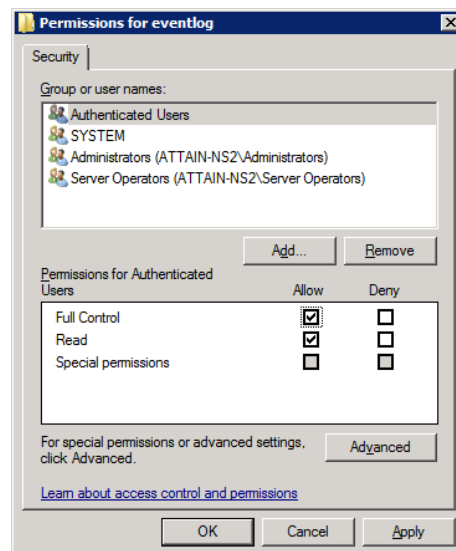 Permissions for eventlog
Security
Group or user names:
Authenticated Users
SYSTEM
Administrators (ATTAIN-NS2\Administrators)
Server Operators (ATTAIN-NS2\Server Operators)
Add...
Remove
Permissions for Authenticated
Users
Allow
Deny
Full Control
Read
Special permissions
For special permissions or advanced settings,
click Advanced.
Advanced
Learn about access control and permissions
OK
Cancel
Apply